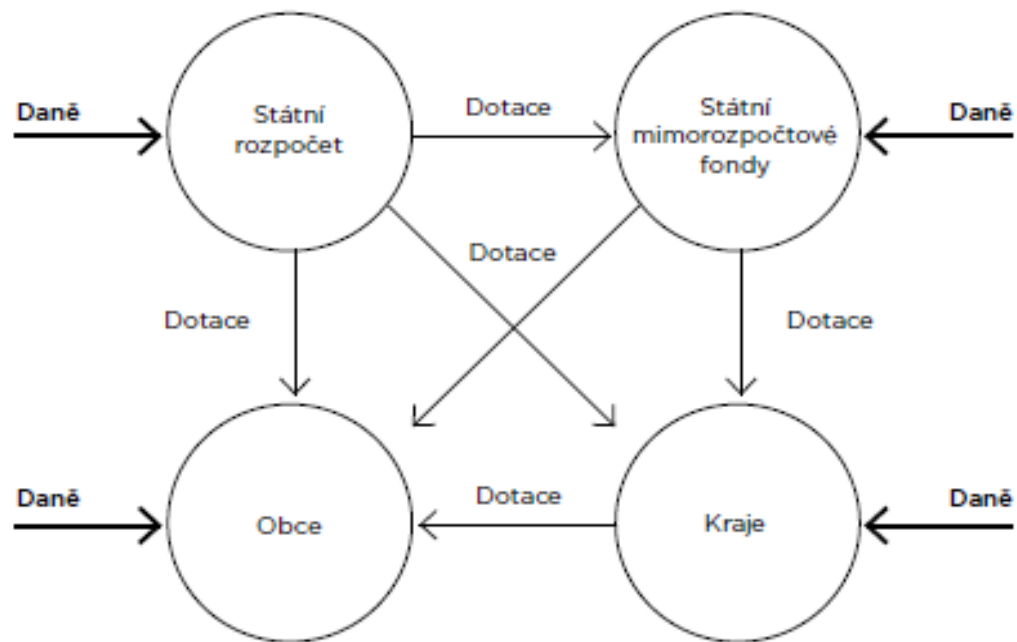 Daně
Státní
rozpočet
Dotace
Státní
mimorozpočtové
fondy
Daně
Dotace
Dotace
Dotace
Daně
Obce
Dotace
Kraje
Daně